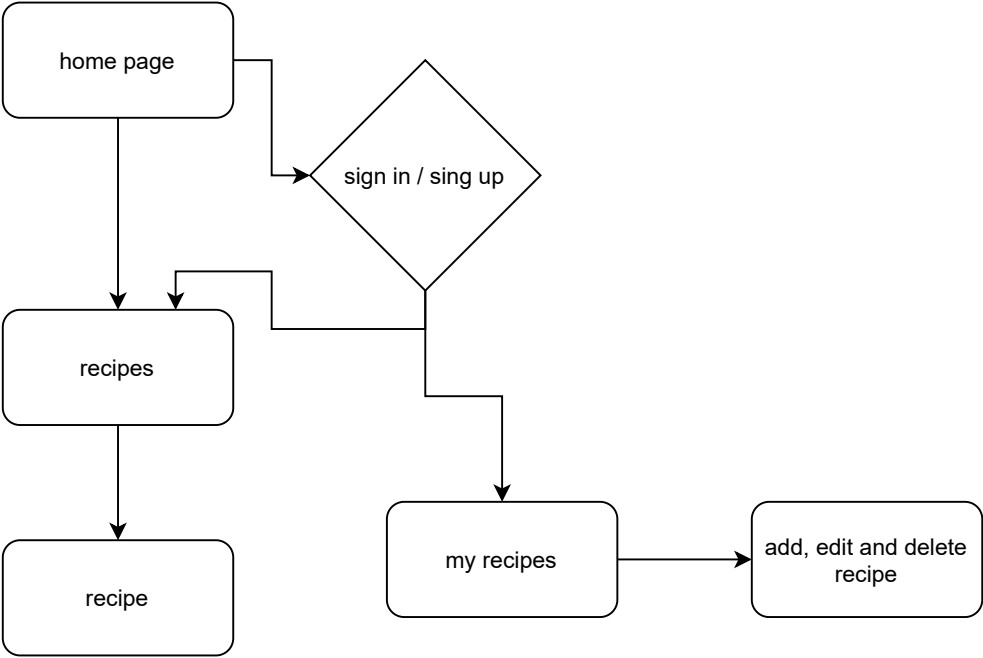 home page
sign in / sing up
recipes
my recipes
add, edit and delete
recipe
recipe